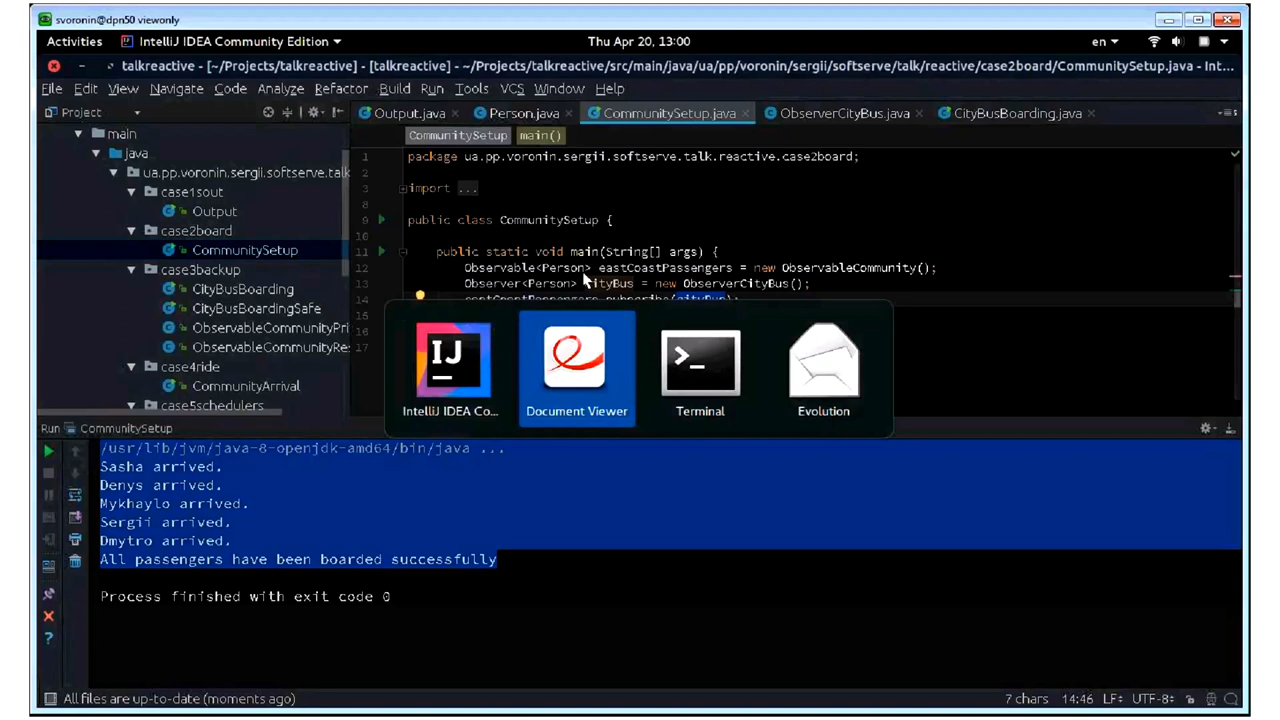 svoronin@dpn50 viewonly
Activities IntelliJ IDEA Community Edition Thu Apr 20, 13:00 en
talkreactive - [~/Projects/talkreactive] - [talkreactive] - ~/Projects/talkreactive/src/main/java/ua/pp/voronin/sergii/softserve/talk/reactive/case2board/CommunitySetup.java - Int...
File Edit View Navigate Code Analyze Refactor Build Run Tools VCS Window Help
Project Output.java Person.java CommunitySetup.java ObserverCityBus.java CityBusBoarding.java
main
java
ua.pp.voronin.sergii.softserve.talk
case1sout
Output
case2board
CommunitySetup
case3backup
CityBusBoarding
CityBusBoardingSafe
ObservableCommunityPri
ObservableCommunityRe
case4ride
CommunityArrival
case5schedulers
CommunitySetup main()
1 package ua.pp.voronin.sergii.softserve.talk.reactive.case2board;
2
3 import ...
8
9 public class CommunitySetup {
10
11 public static void main(String[] args) {
12 Observable<Person> eastCoastPassengers = new ObservableCommunity();
13 Observer<Person> cityBus = new ObserverCityBus();
14 eastCoastPassengers.subscribe(cityBus);
15
16
17
IntelliJ IDEA Co... Document Viewer Terminal Evolution
Run CommunitySetup
/usr/lib/jvm/java-8-openjdk-amd64/bin/java ...
Sasha arrived.
Denys arrived.
Mykhaylo arrived.
Sergii arrived.
Dmytro arrived.
All passengers have been boarded successfully
Process finished with exit code 0
All files are up-to-date (moments ago) 7 chars 14:46 LF UTF-8